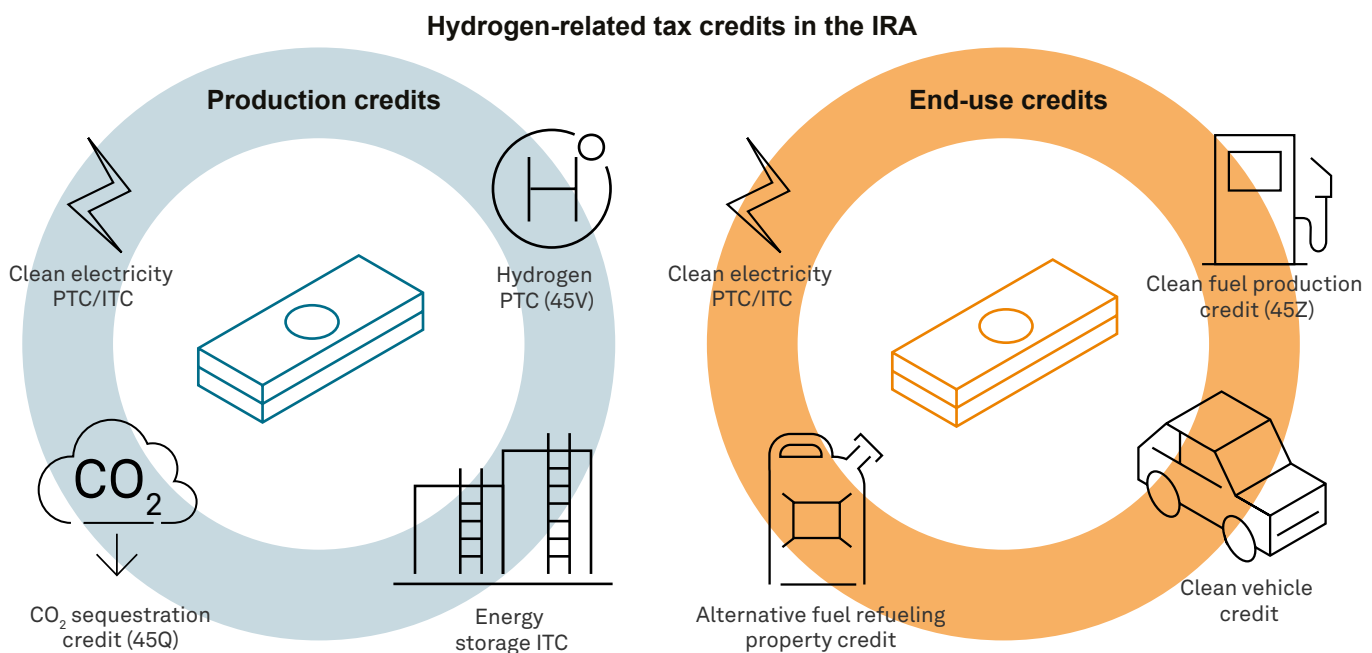 Hydrogen-related tax credits in the IRA
Production credits
Clean electricity
PTC/ITC
H
Hydrogen
PTC (45V)
CO₂
CO₂ sequestration
credit (45Q)
Energy
storage ITC
End-use credits
Clean electricity
PTC/ITC
Clean fuel production
credit (45Z)
Alternative fuel refueling
property credit
Clean vehicle
credit